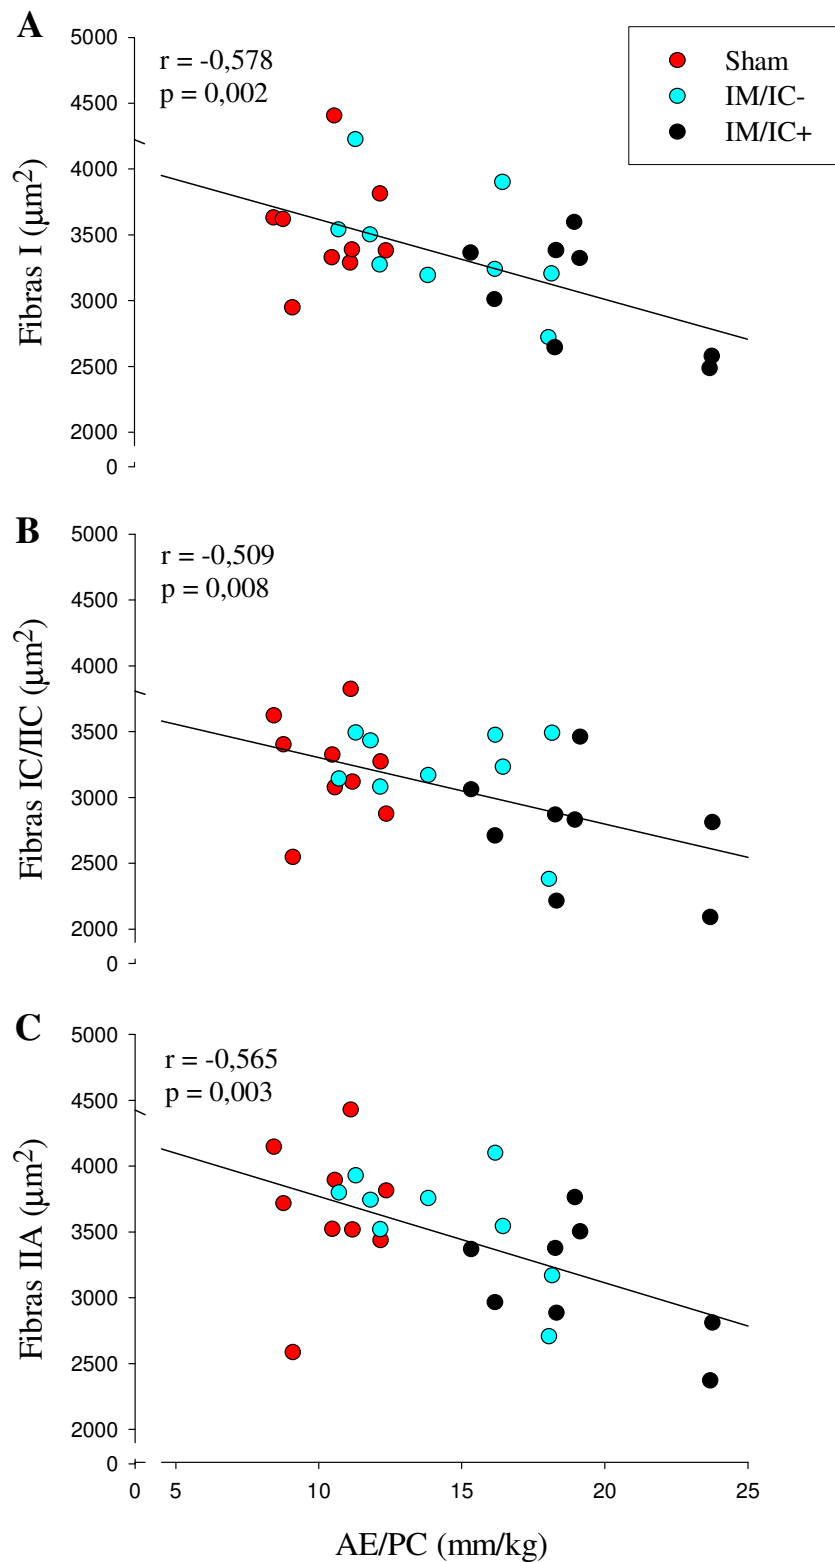 A
r = -0,578
p = 0,002
Sham
IM/IC-
IM/IC+
5000
4500
4000
3500
3000
2500
2000
0
Fibras I (μm2)
B
r = -0,509
p = 0,008
5000
4500
4000
3500
3000
2500
2000
0
Fibras IC/IIC (μm2)
C
r = -0,565
p = 0,003
5000
4500
4000
3500
3000
2500
2000
0
Fibras IIA (μm2)
0 5 10 15 20 25
AE/PC (mm/kg)